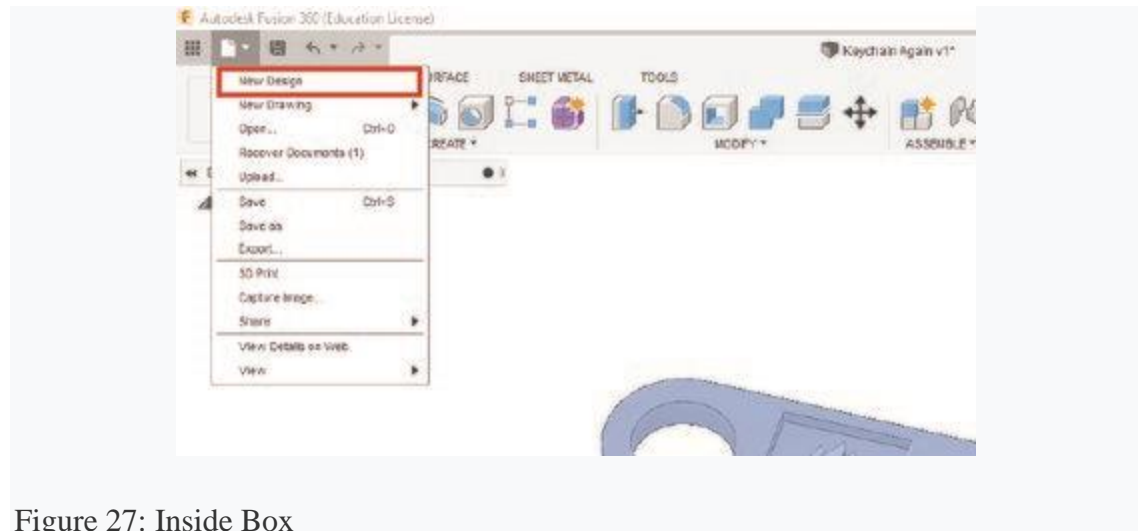 Autodesk Fusion 360 (Education License)
Keychain Again v1*
New Design
SHEET METAL TOOLS
New Drawing
Open... Ctrl+O
Recover Documents (1)
MODIFY ASSEMBLE
Upload...
Save Ctrl+S
Save as
Export...
3D Print
Capture Image...
Share
View Details on Web
View
Figure 27: Inside Box